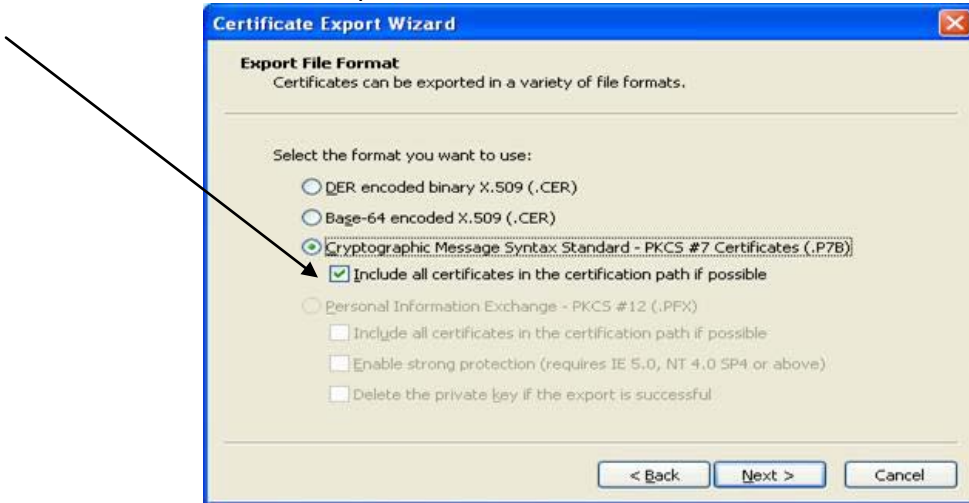 Certificate Export Wizard
Export File Format
Certificates can be exported in a variety of file formats.
Select the format you want to use:
DER encoded binary X.509 (.CER)
Base-64 encoded X.509 (.CER)
Cryptographic Message Syntax Standard - PKCS #7 Certificates (.P7B)
Include all certificates in the certification path if possible
Personal Information Exchange - PKCS #12 (.PFX)
Include all certificates in the certification path if possible
Enable strong protection (requires IE 5.0, NT 4.0 SP4 or above)
Delete the private key if the export is successful
< Back Next > Cancel